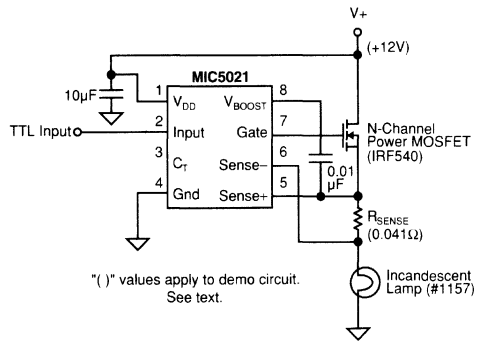 V+
(+12V)
MIC5021
10µF
1
V_DD
V_BOOST
8
TTL Input
2
Input
Gate
7
N-Channel
Power MOSFET
(IRF540)
3
C_T
Sense−
6
0.01
µF
4
Gnd
Sense+
5
R_SENSE
(0.041Ω)
"( )" values apply to demo circuit.
See text.
Incandescent
Lamp (#1157)